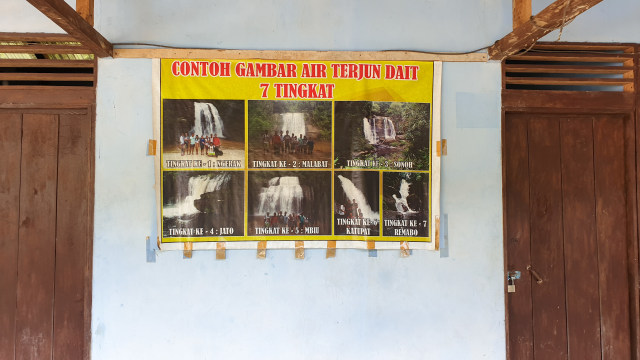 CONTOH GAMBAR AIR TERJUN DAIT
7 TINGKAT
TINGKAT KE - 1 : NGERAK
TINGKAT KE - 2 : MALABAT
TINGKAT KE - 3 : SONOH
TINGKAT KE - 4 : JATO
TINGKAT KE - 5 : MBIU
TINGKAT KE - 6
KATUPAT
TINGKAT KE - 7
REMABO